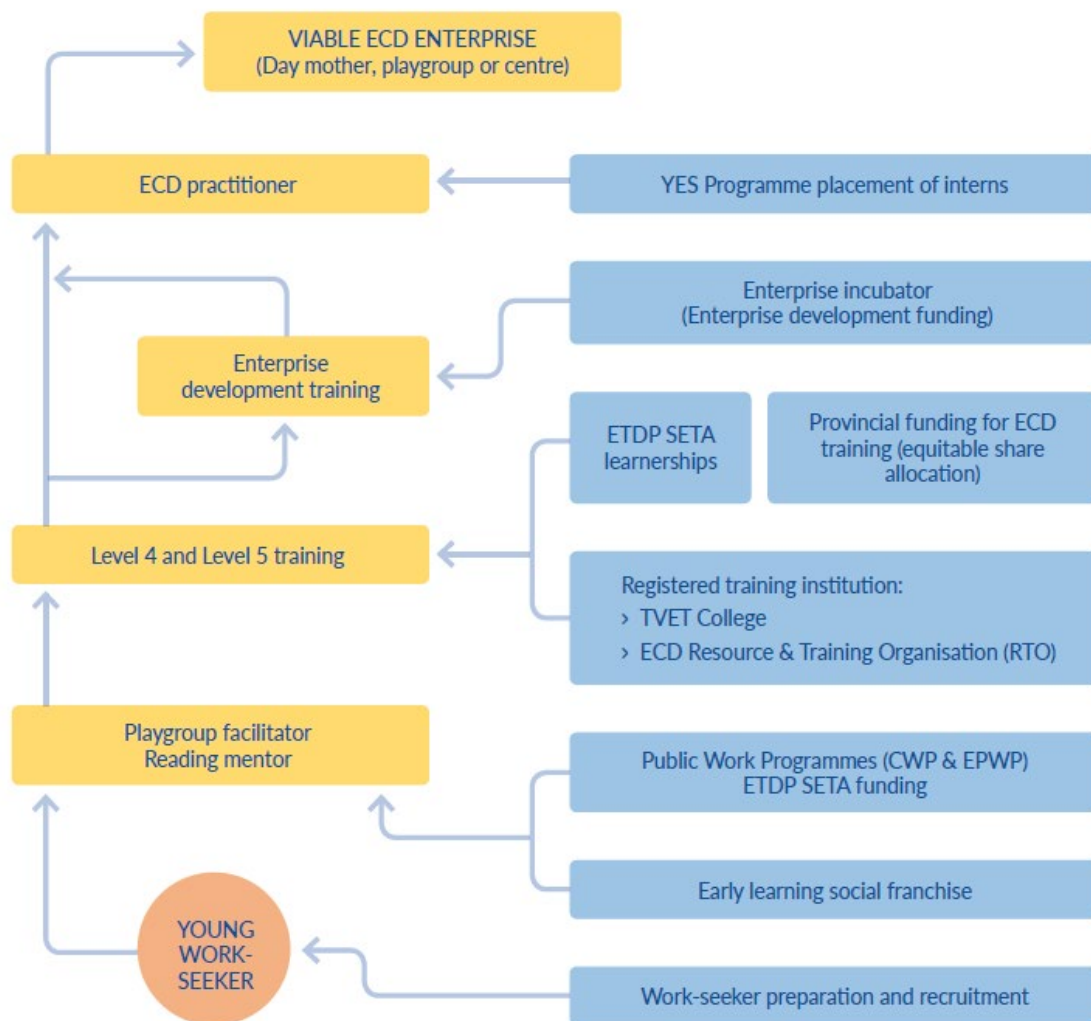 VIABLE ECD ENTERPRISE
(Day mother, playgroup or centre)
ECD practitioner
YES Programme placement of interns
Enterprise incubator
(Enterprise development funding)
Enterprise
development training
ETDP SETA
learnerships
Provincial funding for ECD
training (equitable share
allocation)
Level 4 and Level 5 training
Registered training institution:
› TVET College
› ECD Resource & Training Organisation (RTO)
Playgroup facilitator
Reading mentor
Public Work Programmes (CWP & EPWP)
ETDP SETA funding
Early learning social franchise
YOUNG
WORK-
SEEKER
Work-seeker preparation and recruitment